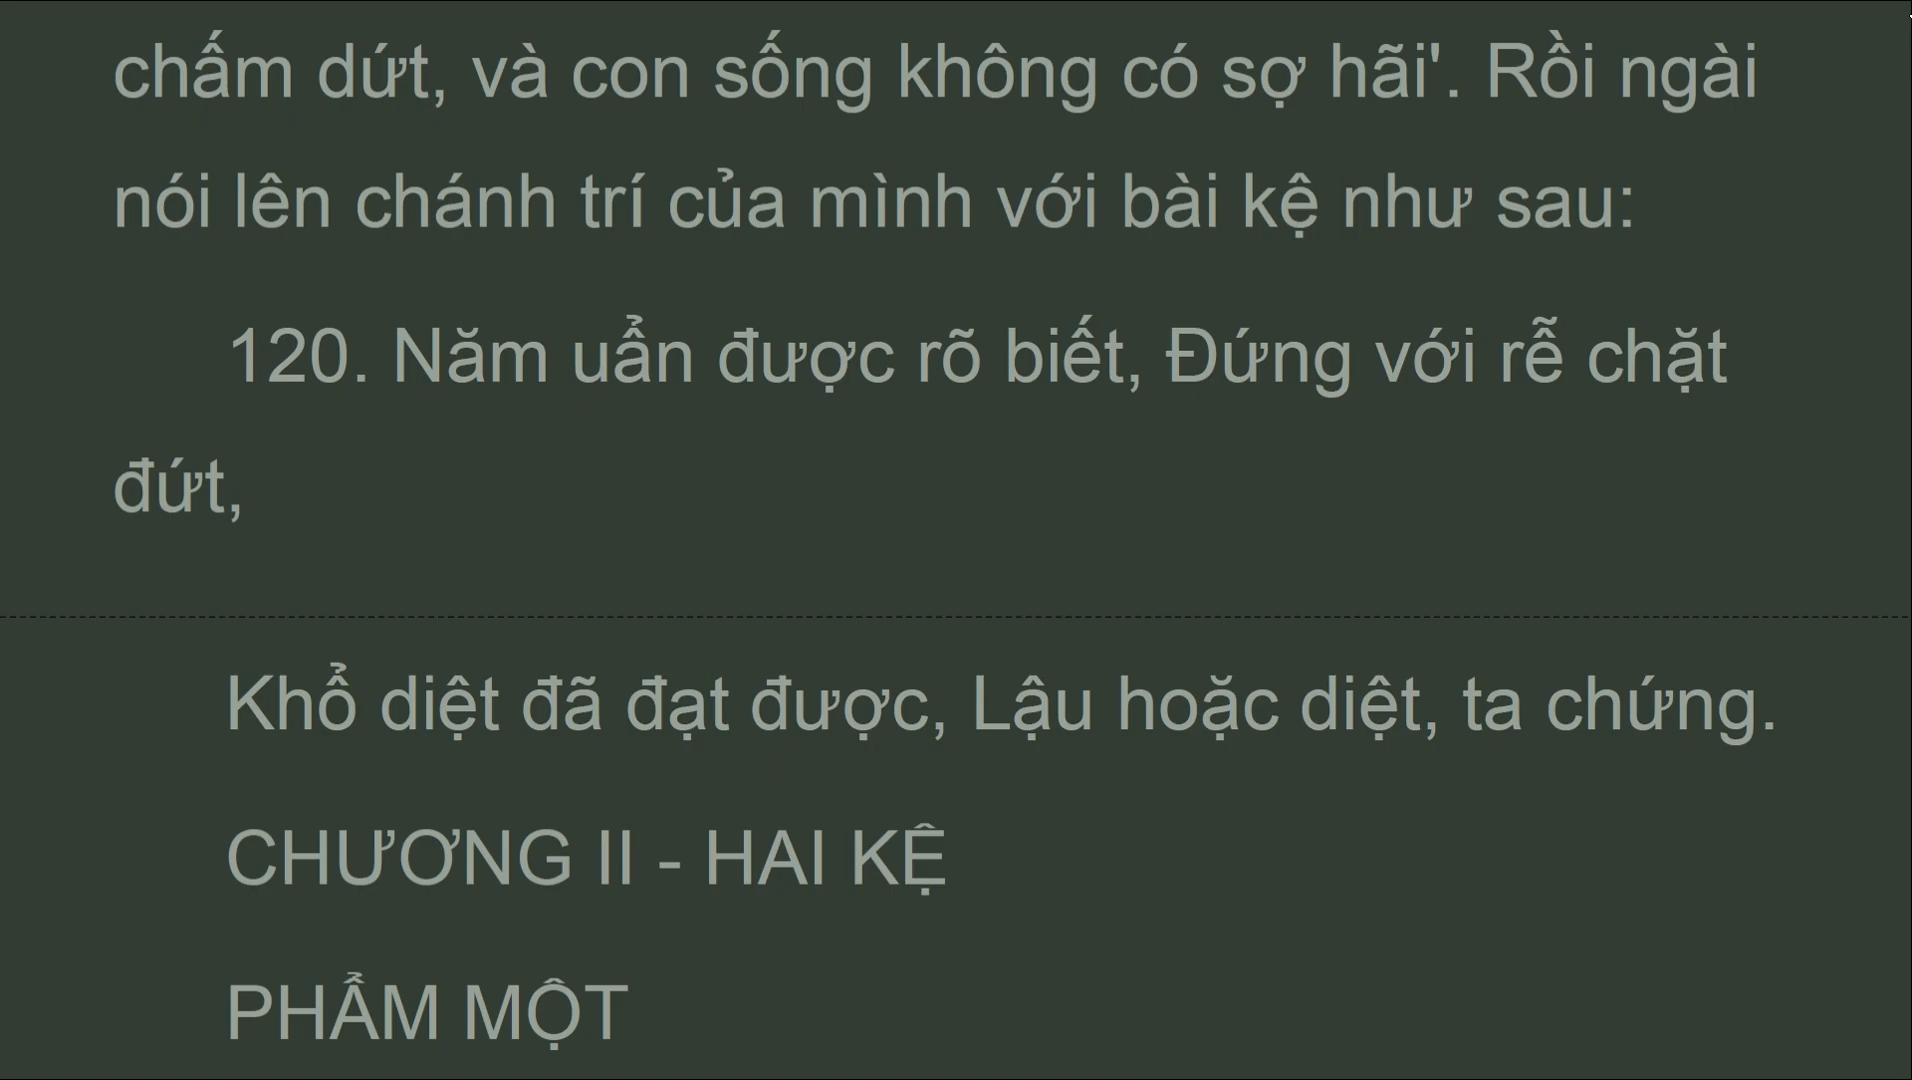 chấm dứt, và con sống không có sợ hãi'. Rồi ngài
nói lên chánh trí của mình với bài kệ như sau:
120. Năm uẩn được rõ biết, Đứng với rễ chặt
đứt,
Khổ diệt đã đạt được, Lậu hoặc diệt, ta chứng.
CHƯƠNG II - HAI KỆ
PHẨM MỘT